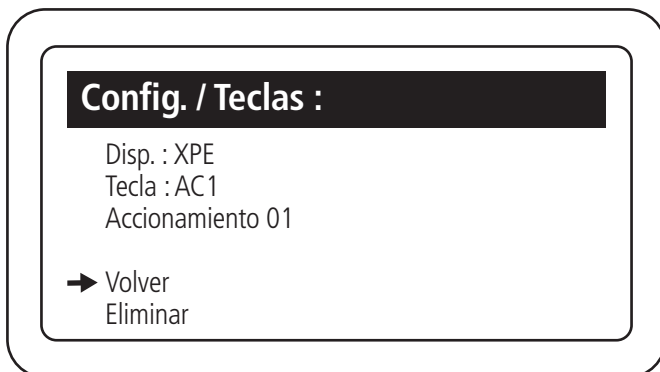 Config. / Teclas :
Disp. : XPE
Tecla : AC1
Accionamiento 01
Volver
Eliminar